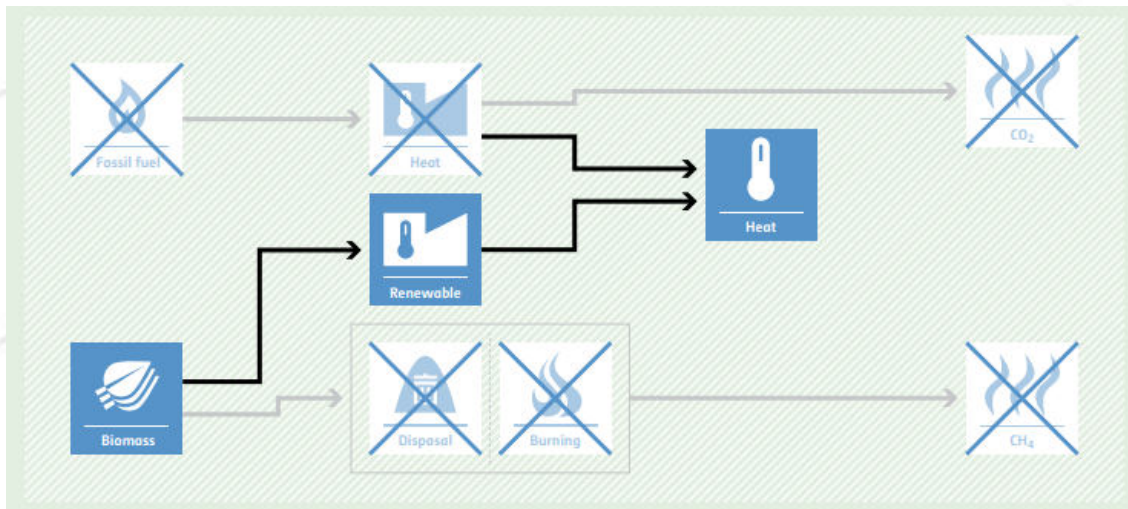 Fossil fuel
Heat
CO₂
Heat
Renewable
Biomass
Disposal
Burning
CH₄